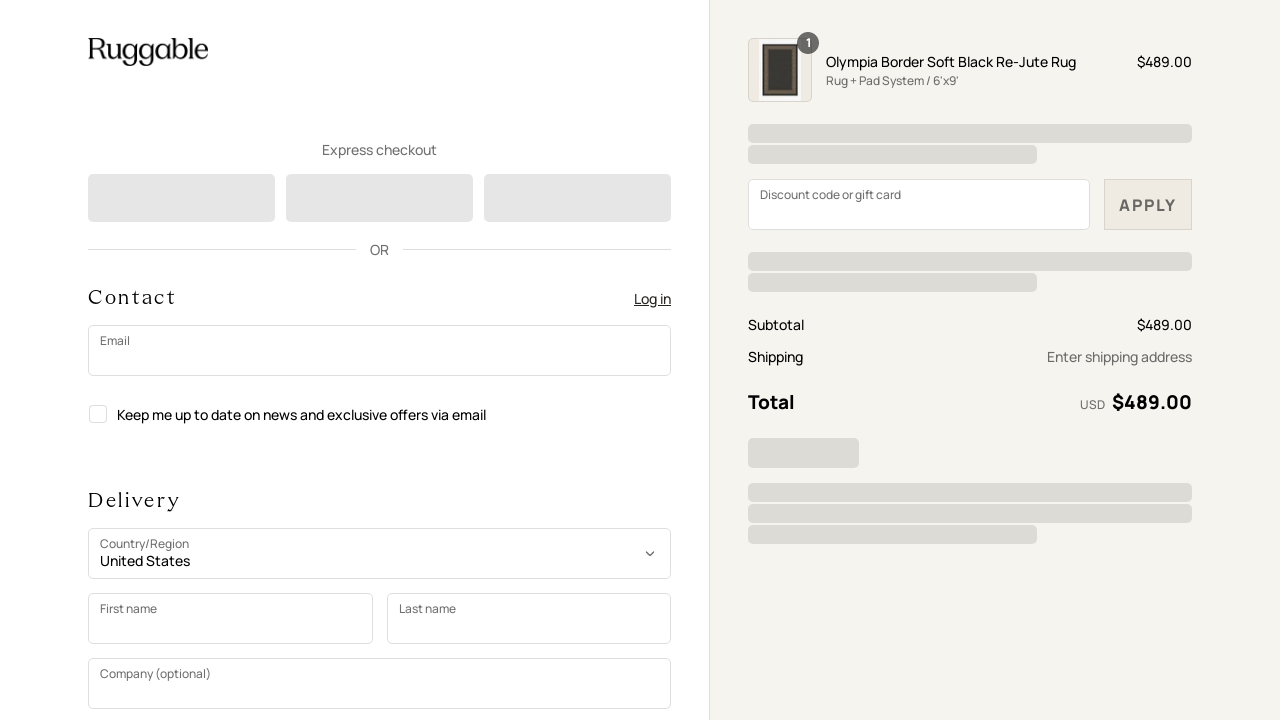 Ruggable
Express checkout
OR
Contact
Log in
Email
Keep me up to date on news and exclusive offers via email
Delivery
Country/Region
United States
First name
Last name
Company (optional)
1
Olympia Border Soft Black Re-Jute Rug
$489.00
Rug + Pad System / 6'x9'
Discount code or gift card
APPLY
Subtotal
$489.00
Shipping
Enter shipping address
Total
USD $489.00